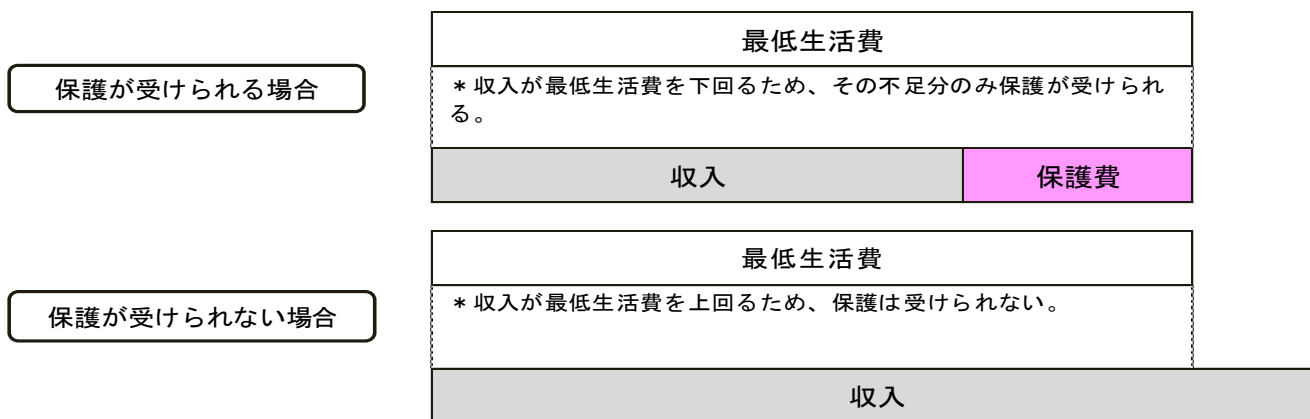 最低生活費
保護が受けられる場合
＊収入が最低生活費を下回るため、その不足分のみ保護が受けられ
る。
収入
保護費
最低生活費
保護が受けられない場合
＊収入が最低生活費を上回るため、保護は受けられない。
収入